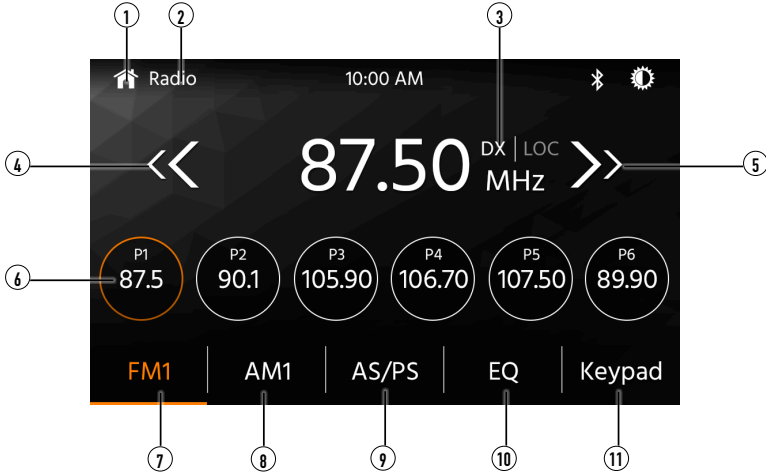 1 2 3
Radio 10:00 AM
4 87.50 DX | LOC 5
MHz
P1 P2 P3 P4 P5 P6
6 87.5 90.1 105.90 106.70 107.50 89.90
FM1 AM1 AS/PS EQ Keypad
7 8 9 10 11